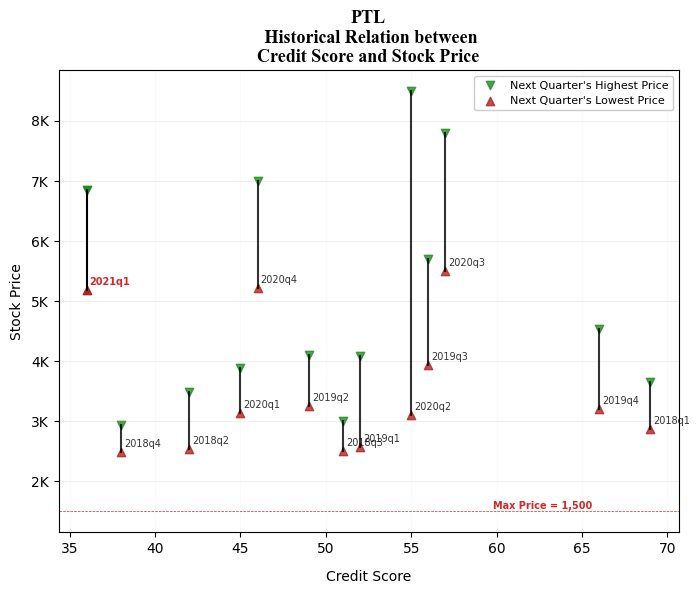 PTL
Historical Relation between
Credit Score and Stock Price
Next Quarter's Highest Price
Next Quarter's Lowest Price
8K
7K
6K
5K
4K
3K
2K
Stock Price
2021q1
2020q4
2020q3
2019q3
2020q1
2019q2
2020q2
2019q4
2018q1
2018q4
2018q2
2018q3
2019q1
Max Price = 1,500
35 40 45 50 55 60 65 70
Credit Score